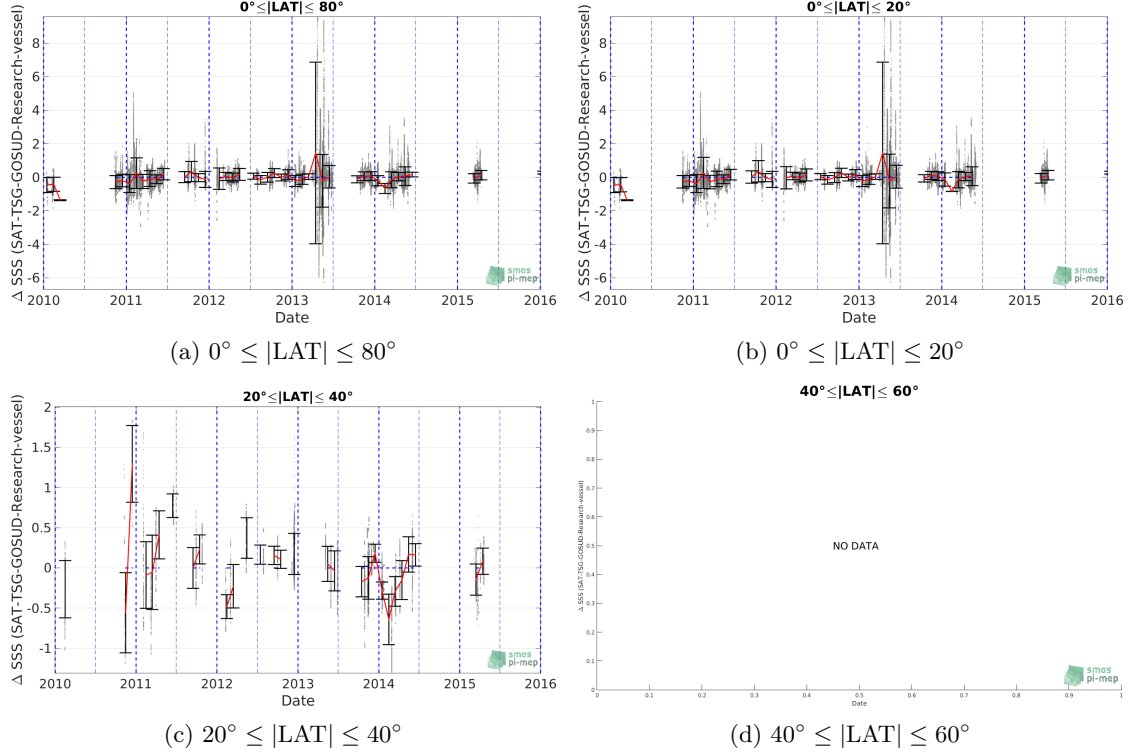 0°≤|LAT|≤ 80°
Δ SSS (SAT-TSG-GOSUD-Research-vessel)
8
6
4
2
0
-2
-4
-6
2010 2011 2012 2013 2014 2015 2016
Date
smos
pi-mep
(a) 0° ≤ |LAT| ≤ 80°
0°≤|LAT|≤ 20°
Δ SSS (SAT-TSG-GOSUD-Research-vessel)
8
6
4
2
0
-2
-4
-6
2010 2011 2012 2013 2014 2015 2016
Date
smos
pi-mep
(b) 0° ≤ |LAT| ≤ 20°
20°≤|LAT|≤ 40°
Δ SSS (SAT-TSG-GOSUD-Research-vessel)
2
1.5
1
0.5
0
-0.5
-1
2010 2011 2012 2013 2014 2015 2016
Date
smos
pi-mep
(c) 20° ≤ |LAT| ≤ 40°
40°≤|LAT|≤ 60°
Δ SSS (SAT-TSG-GOSUD-Research-vessel)
1
0.9
0.8
0.7
0.6
0.5
0.4
0.3
0.2
0.1
0
NO DATA
0 0.1 0.2 0.3 0.4 0.5 0.6 0.7 0.8 0.9 1
Date
smos
pi-mep
(d) 40° ≤ |LAT| ≤ 60°